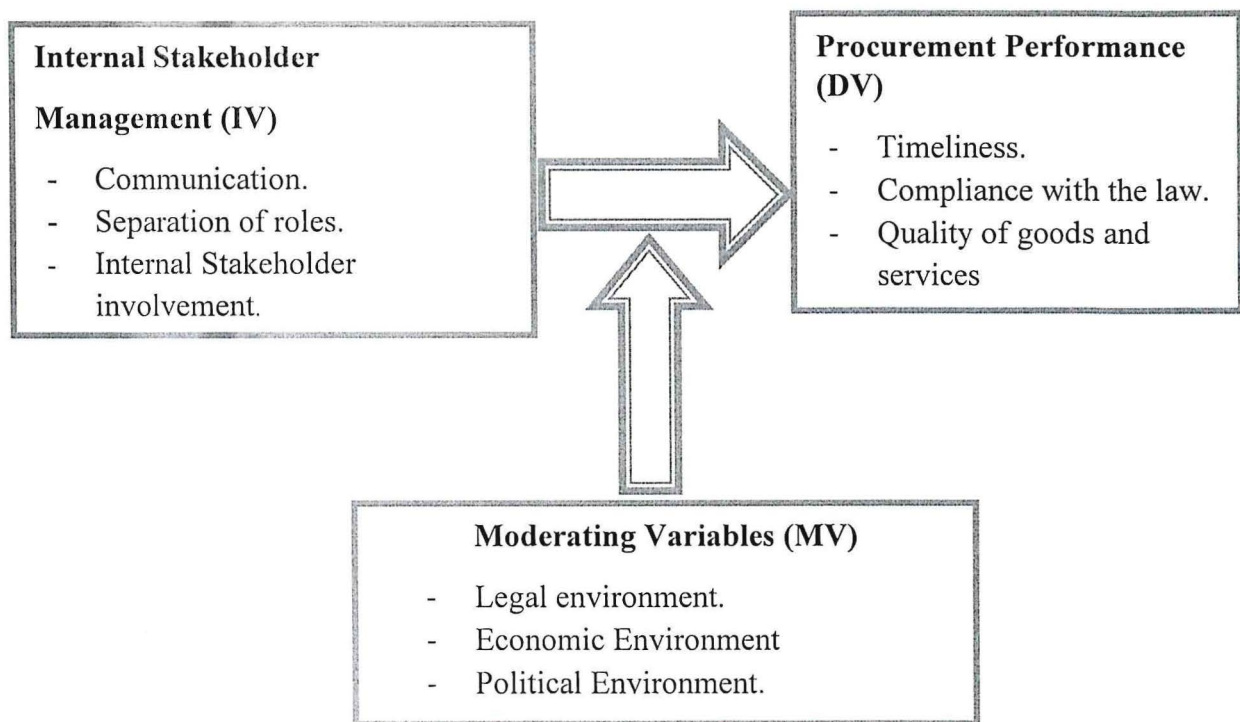 Internal Stakeholder
Management (IV)
- Communication.
- Separation of roles.
- Internal Stakeholder
involvement.
Procurement Performance
(DV)
- Timeliness.
- Compliance with the law.
- Quality of goods and
services
Moderating Variables (MV)
- Legal environment.
- Economic Environment
- Political Environment.